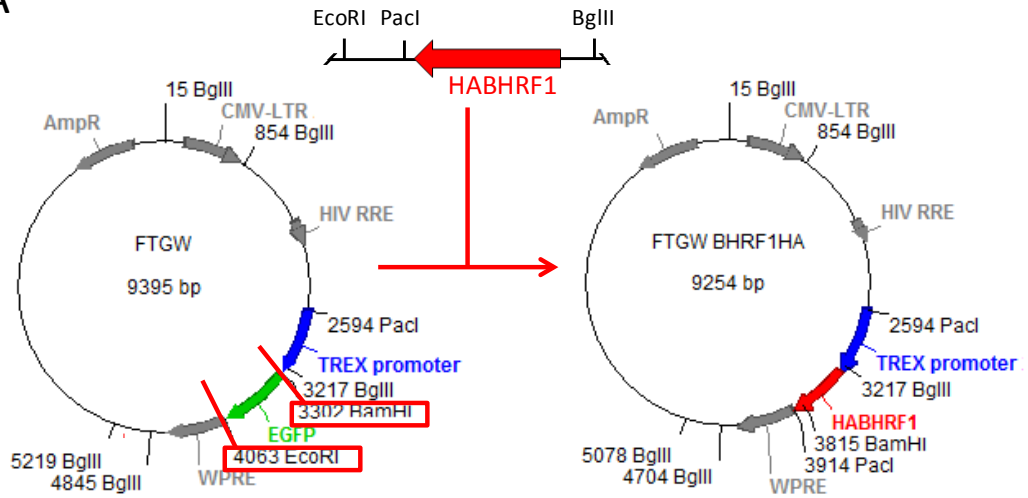 A
EcoRI PacI BglII
HABHRF1
15 BglII
CMV-LTR
AmpR
854 BglII
HIV RRE
FTGW
9395 bp
2594 PacI
TREX promoter
3217 BglII
3302 BamHI
EGFP
4063 EcoRI
WPRE
5219 BglII
4845 BglII
15 BglII
CMV-LTR
AmpR
854 BglII
HIV RRE
FTGW BHRF1HA
9254 bp
2594 PacI
TREX promoter
3217 BglII
HABHRF1
3815 BamHI
3914 PacI
WPRE
5078 BglII
4704 BglII